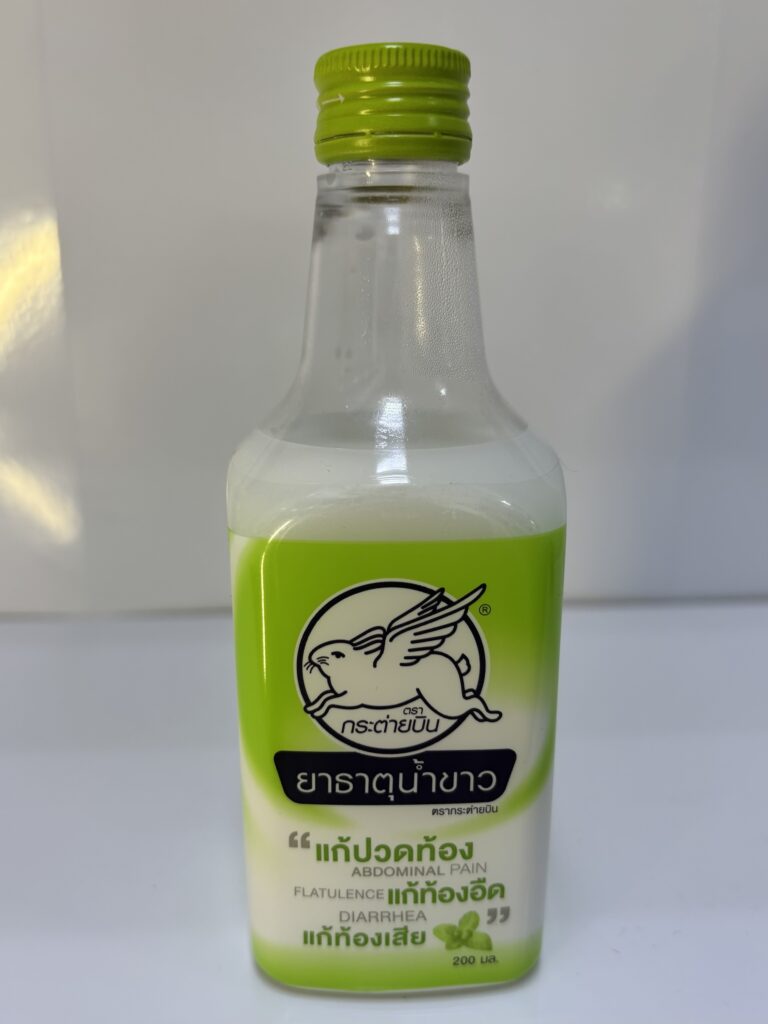 ®
ตรา
กระต่ายบิน
ยาธาตุน้ำขาว
ตรากระต่ายบิน
“แก้ปวดท้อง
ABDOMINAL PAIN
FLATULENCE แก้ท้องอืด
DIARRHEA ”
แก้ท้องเสีย
200 มล.